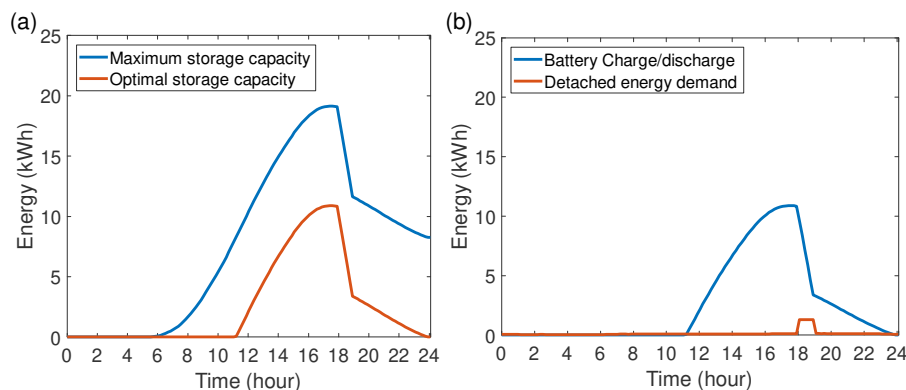 (a)
25
20
15
10
5
0
Energy (kWh)
Maximum storage capacity
Optimal storage capacity
0 2 4 6 8 10 12 14 16 18 20 22 24
Time (hour)
(b)
25
20
15
10
5
0
Energy (kWh)
Battery Charge/discharge
Detached energy demand
0 2 4 6 8 10 12 14 16 18 20 22 24
Time (hour)